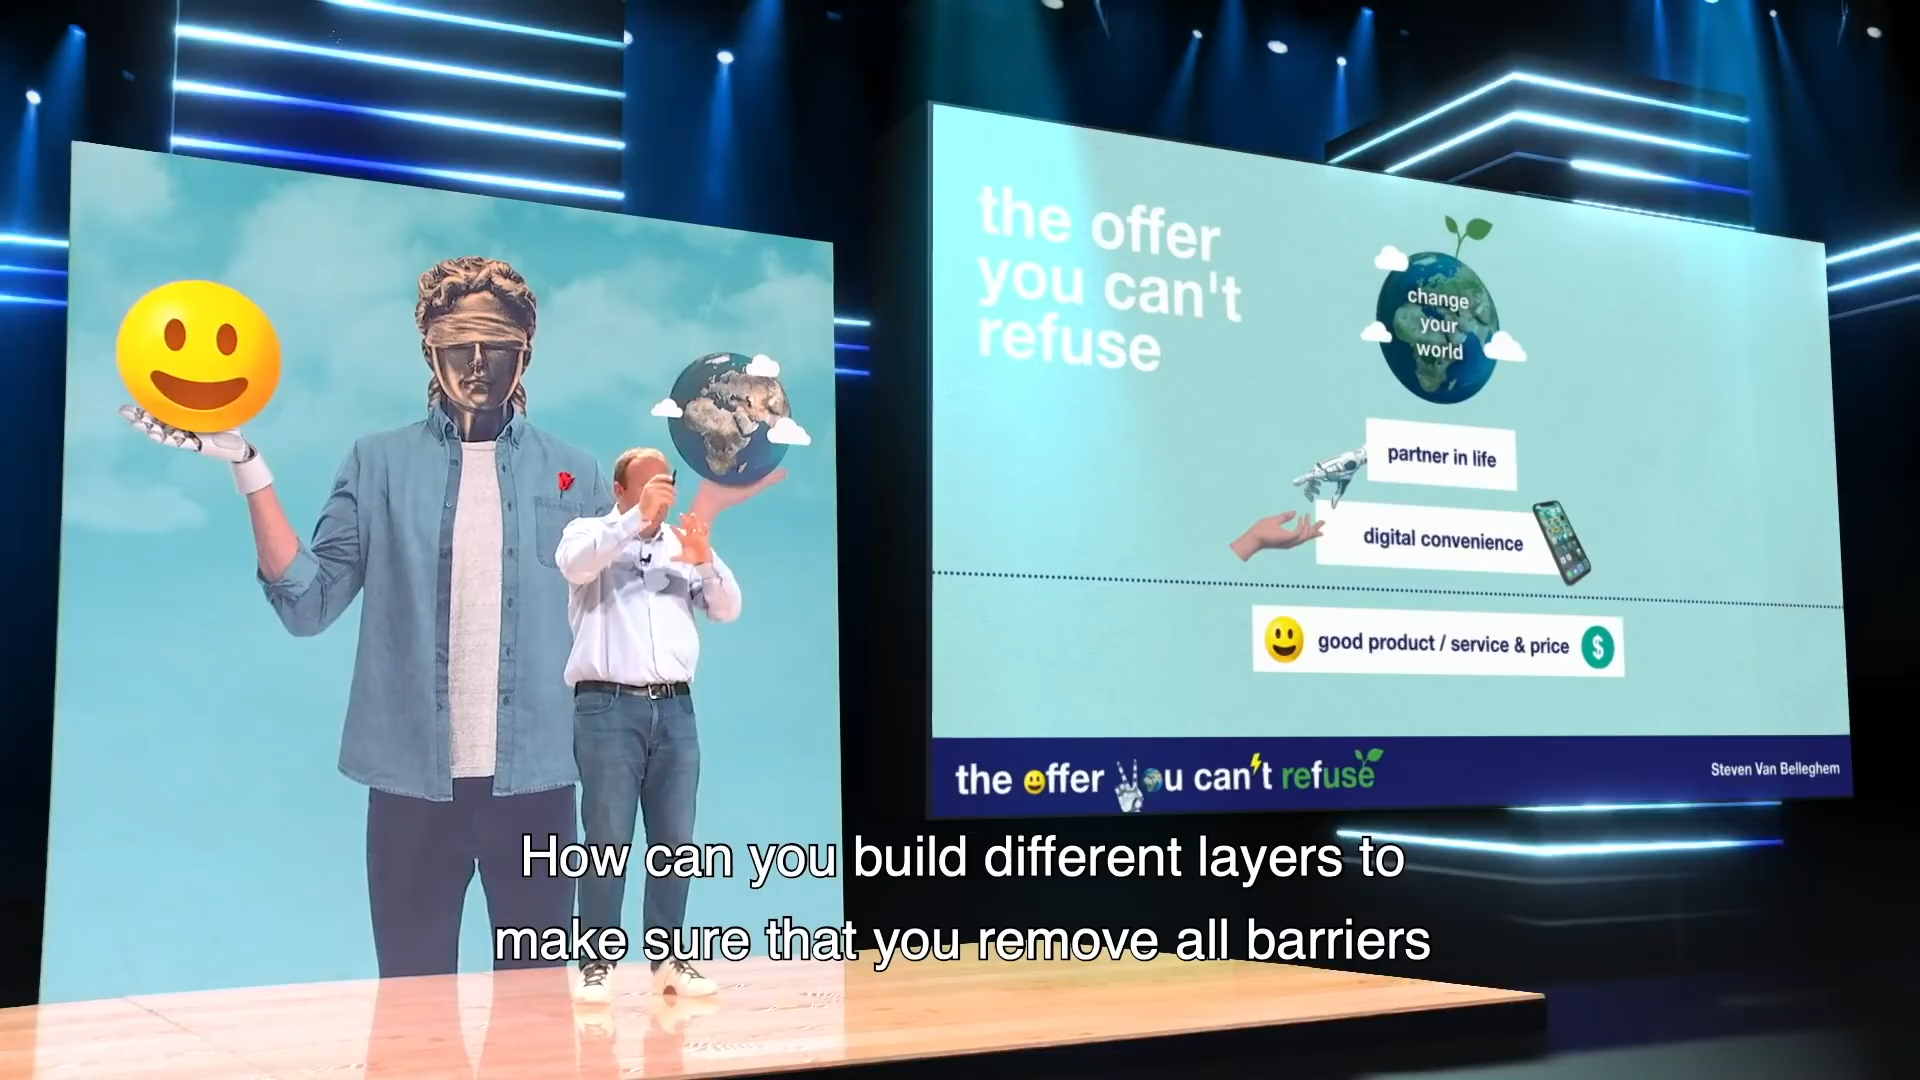 the offer
you can't
refuse
change
your
world
partner in life
digital convenience
good product / service & price
$
the offer you can't refuse
Steven Van Belleghem
How can you build different layers to
make sure that you remove all barriers